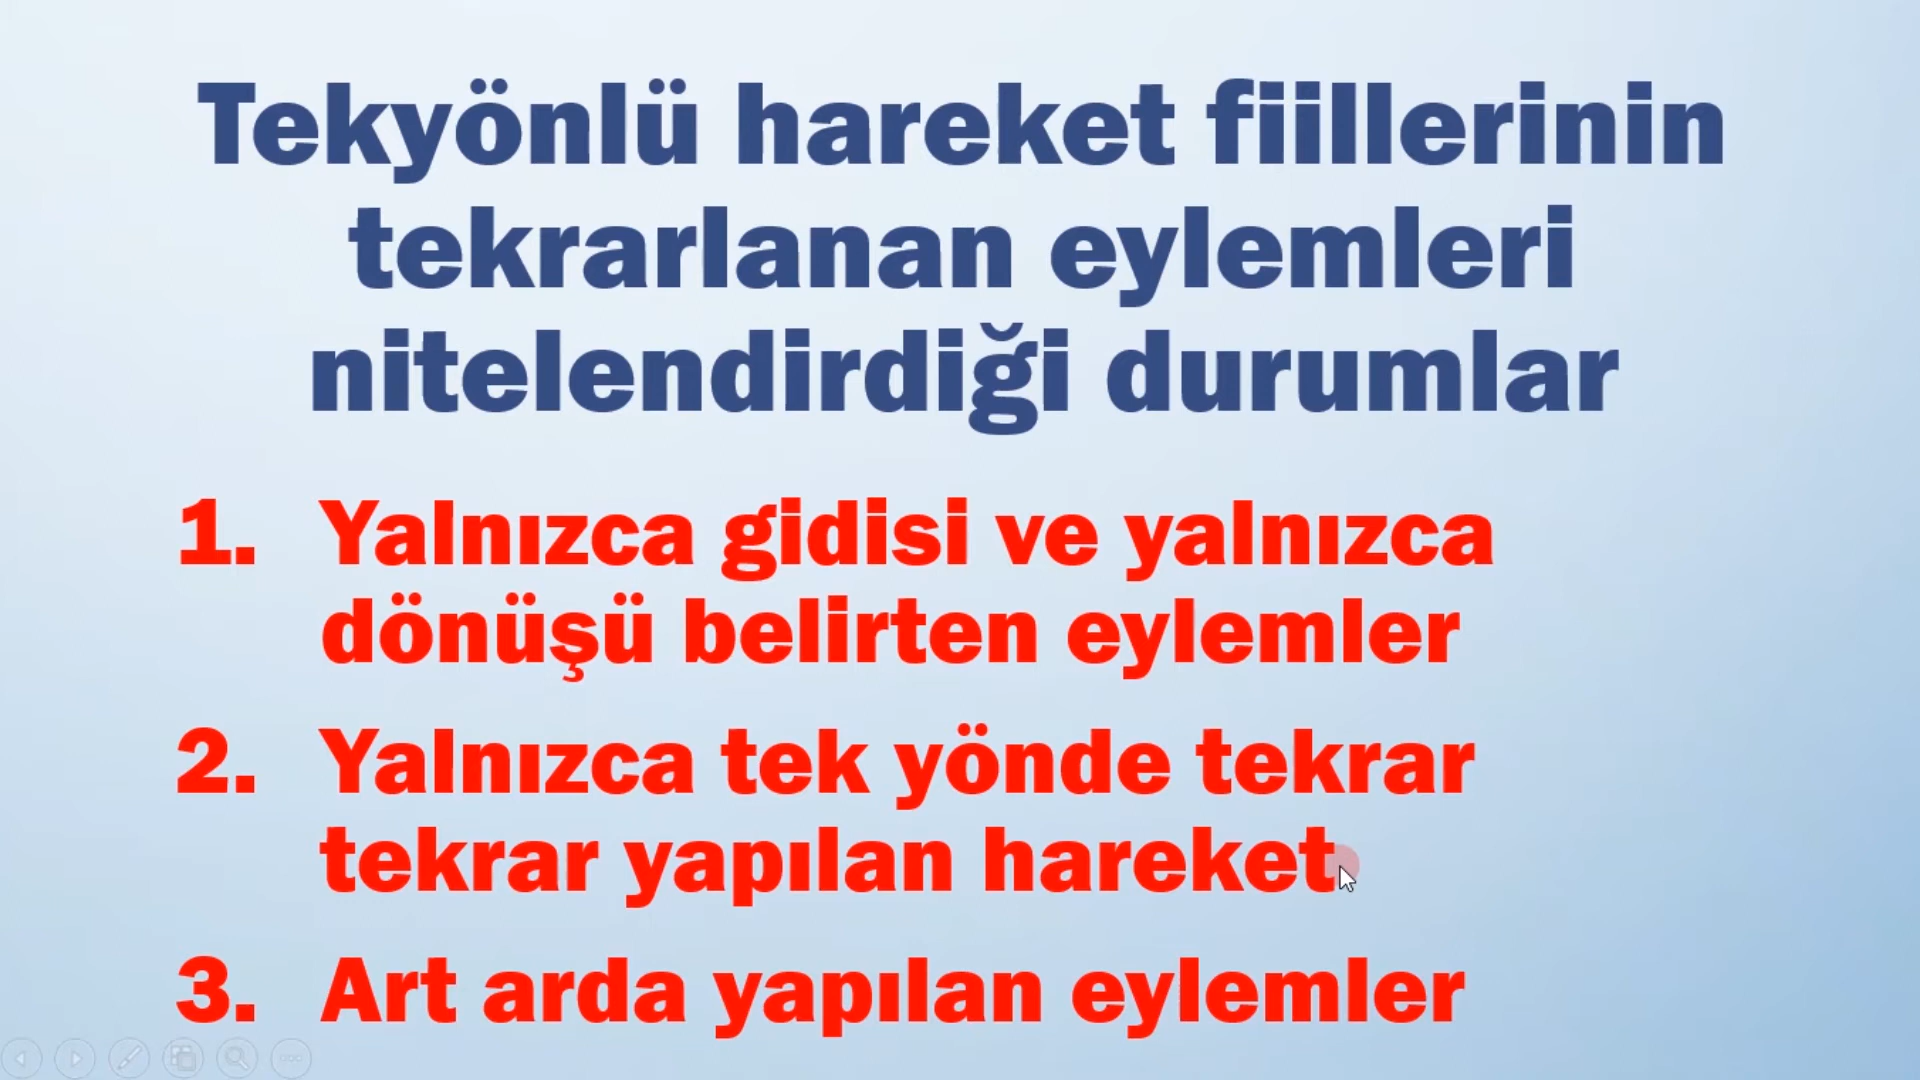 Tekyönlü hareket fiillerinin
tekrarlanan eylemleri
nitelendirdiği durumlar
1. Yalnızca gidisi ve yalnızca
dönüşü belirten eylemler
2. Yalnızca tek yönde tekrar
tekrar yapılan hareket
3. Art arda yapılan eylemler